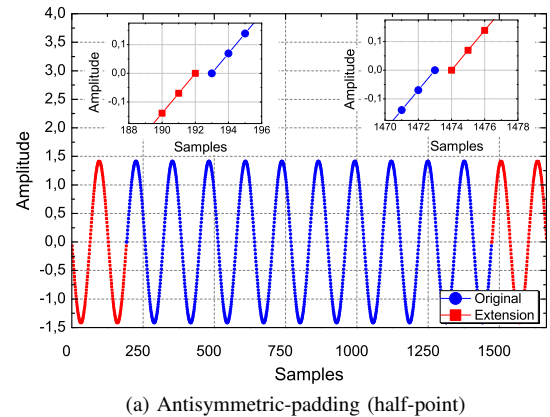 4,0
3,5
3,0
2,5
2,0
1,5
1,0
0,5
0,0
-0,5
-1,0
-1,5
Amplitude
0 250 500 750 1000 1250 1500
Samples
0,1
0,0
-0,1
Amplitude
188 190 192 194 196
Samples
0,1
0,0
-0,1
Amplitude
1470 1472 1474 1476 1478
Samples
Original
Extension
(a) Antisymmetric-padding (half-point)